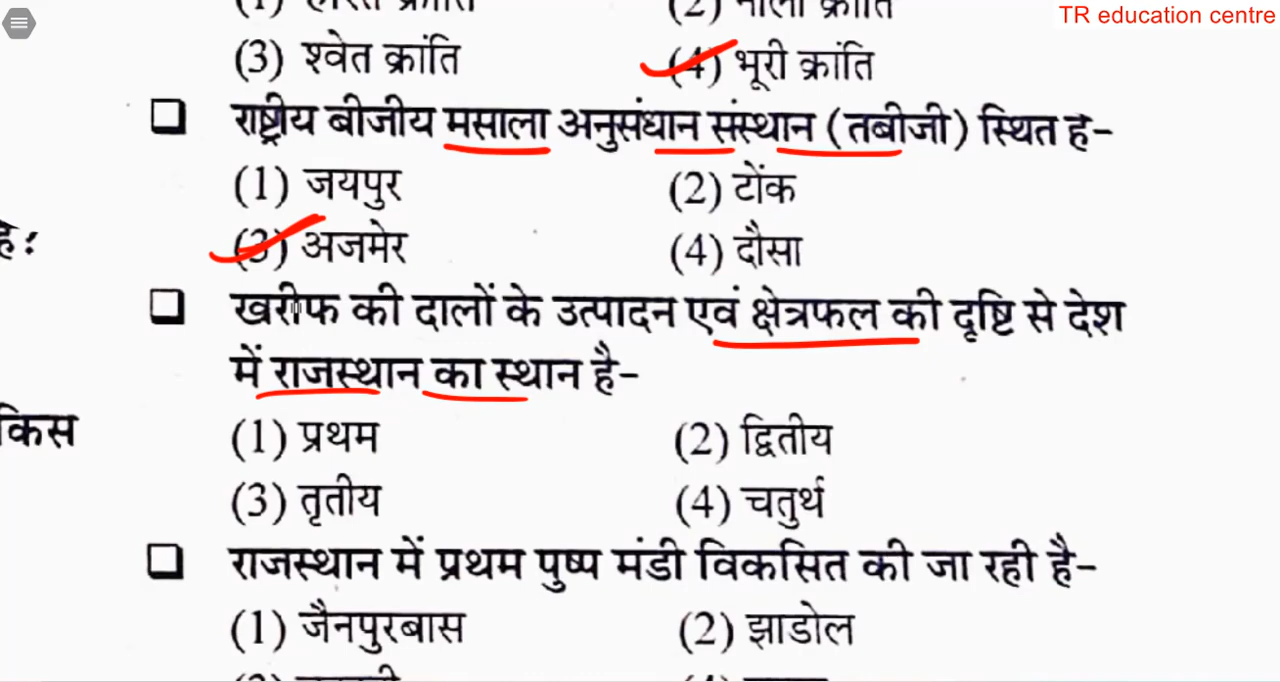 TR education centre
(3) श्वेत क्रांति (4) भूरी क्रांति
राष्ट्रीय बीजीय मसाला अनुसंधान संस्थान (तबीजी) स्थित है-
(1) जयपुर (2) टोंक
है?
(3) अजमेर (4) दौसा
खरीफ की दालों के उत्पादन एवं क्षेत्रफल की दृष्टि से देश
में राजस्थान का स्थान है-
किस
(1) प्रथम (2) द्वितीय
(3) तृतीय (4) चतुर्थ
राजस्थान में प्रथम पुष्प मंडी विकसित की जा रही है-
(1) जैनपुरबास (2) झाडोल